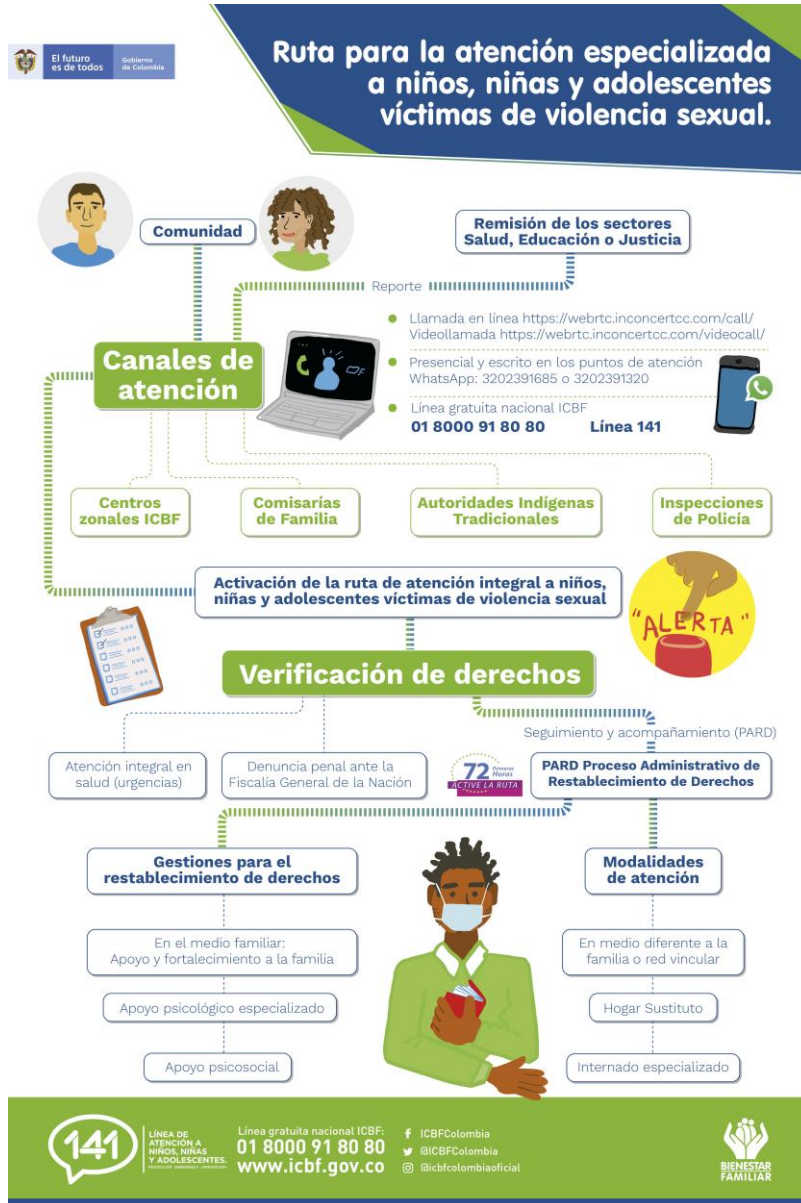 El futuro
es de todos
Gobierno
de Colombia
Ruta para la atención especializada
a niños, niñas y adolescentes
víctimas de violencia sexual.
Comunidad
Remisión de los sectores
Salud, Educación o Justicia
Reporte
Canales de
atención
Llamada en línea https://webrtc.inconcertcc.com/call/
Videollamada https://webrtc.inconcertcc.com/videocall/
Presencial y escrito en los puntos de atención
WhatsApp: 3202391685 o 3202391320
Línea gratuita nacional ICBF
01 8000 91 80 80 Línea 141
Centros
zonales ICBF
Comisarías
de Familia
Autoridades Indígenas
Tradicionales
Inspecciones
de Policía
Activación de la ruta de atención integral a niños,
niñas y adolescentes víctimas de violencia sexual
"ALERTA"
Verificación de derechos
Seguimiento y acompañamiento (PARD)
Atención integral en
salud (urgencias)
Denuncia penal ante la
Fiscalía General de la Nación
72 Primeras
Horas
ACTIVE LA RUTA
PARD Proceso Administrativo de
Restablecimiento de Derechos
Gestiones para el
restablecimiento de derechos
Modalidades
de atención
En el medio familiar:
Apoyo y fortalecimiento a la familia
En medio diferente a la
familia o red vincular
Apoyo psicológico especializado
Hogar Sustituto
Apoyo psicosocial
Internado especializado
141
LÍNEA DE
ATENCIÓN A
NIÑOS, NIÑAS
Y ADOLESCENTES.
Línea gratuita nacional ICBF:
01 8000 91 80 80
www.icbf.gov.co
ICBFColombia
@ICBFColombia
@icbfcolombiaoficial
BIENESTAR
FAMILIAR